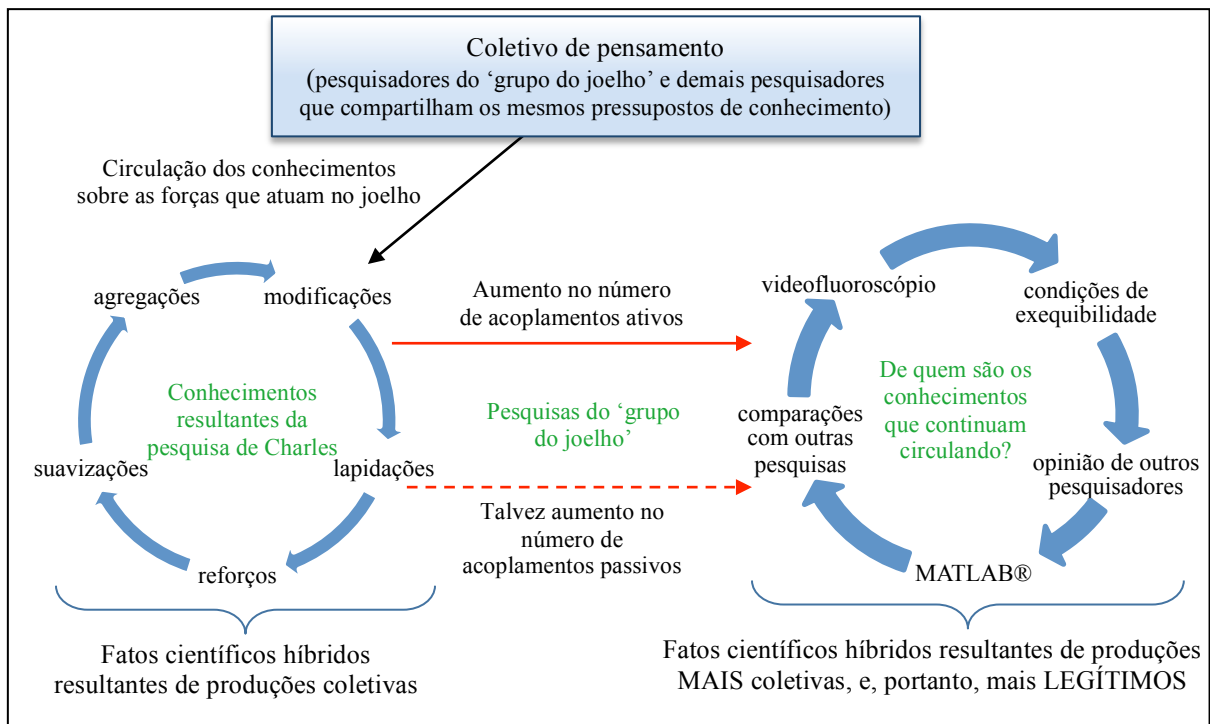 Coletivo de pensamento
(pesquisadores do ‘grupo do joelho’ e demais pesquisadores
que compartilham os mesmos pressupostos de conhecimento)
Circulação dos conhecimentos
sobre as forças que atuam no joelho
agregações
modificações
lapidações
reforços
suavizações
Conhecimentos
resultantes da
pesquisa de Charles
Fatos científicos híbridos
resultantes de produções coletivas
Aumento no número
de acoplamentos ativos
Pesquisas do ‘grupo
do joelho’
Talvez aumento no
número de
acoplamentos passivos
videofluoroscópio
condições de
exequibilidade
opinião de outros
pesquisadores
MATLAB®
comparações
com outras
pesquisas
De quem são os
conhecimentos
que continuam
circulando?
Fatos científicos híbridos resultantes de produções
MAIS coletivas, e, portanto, mais LEGÍTIMOS